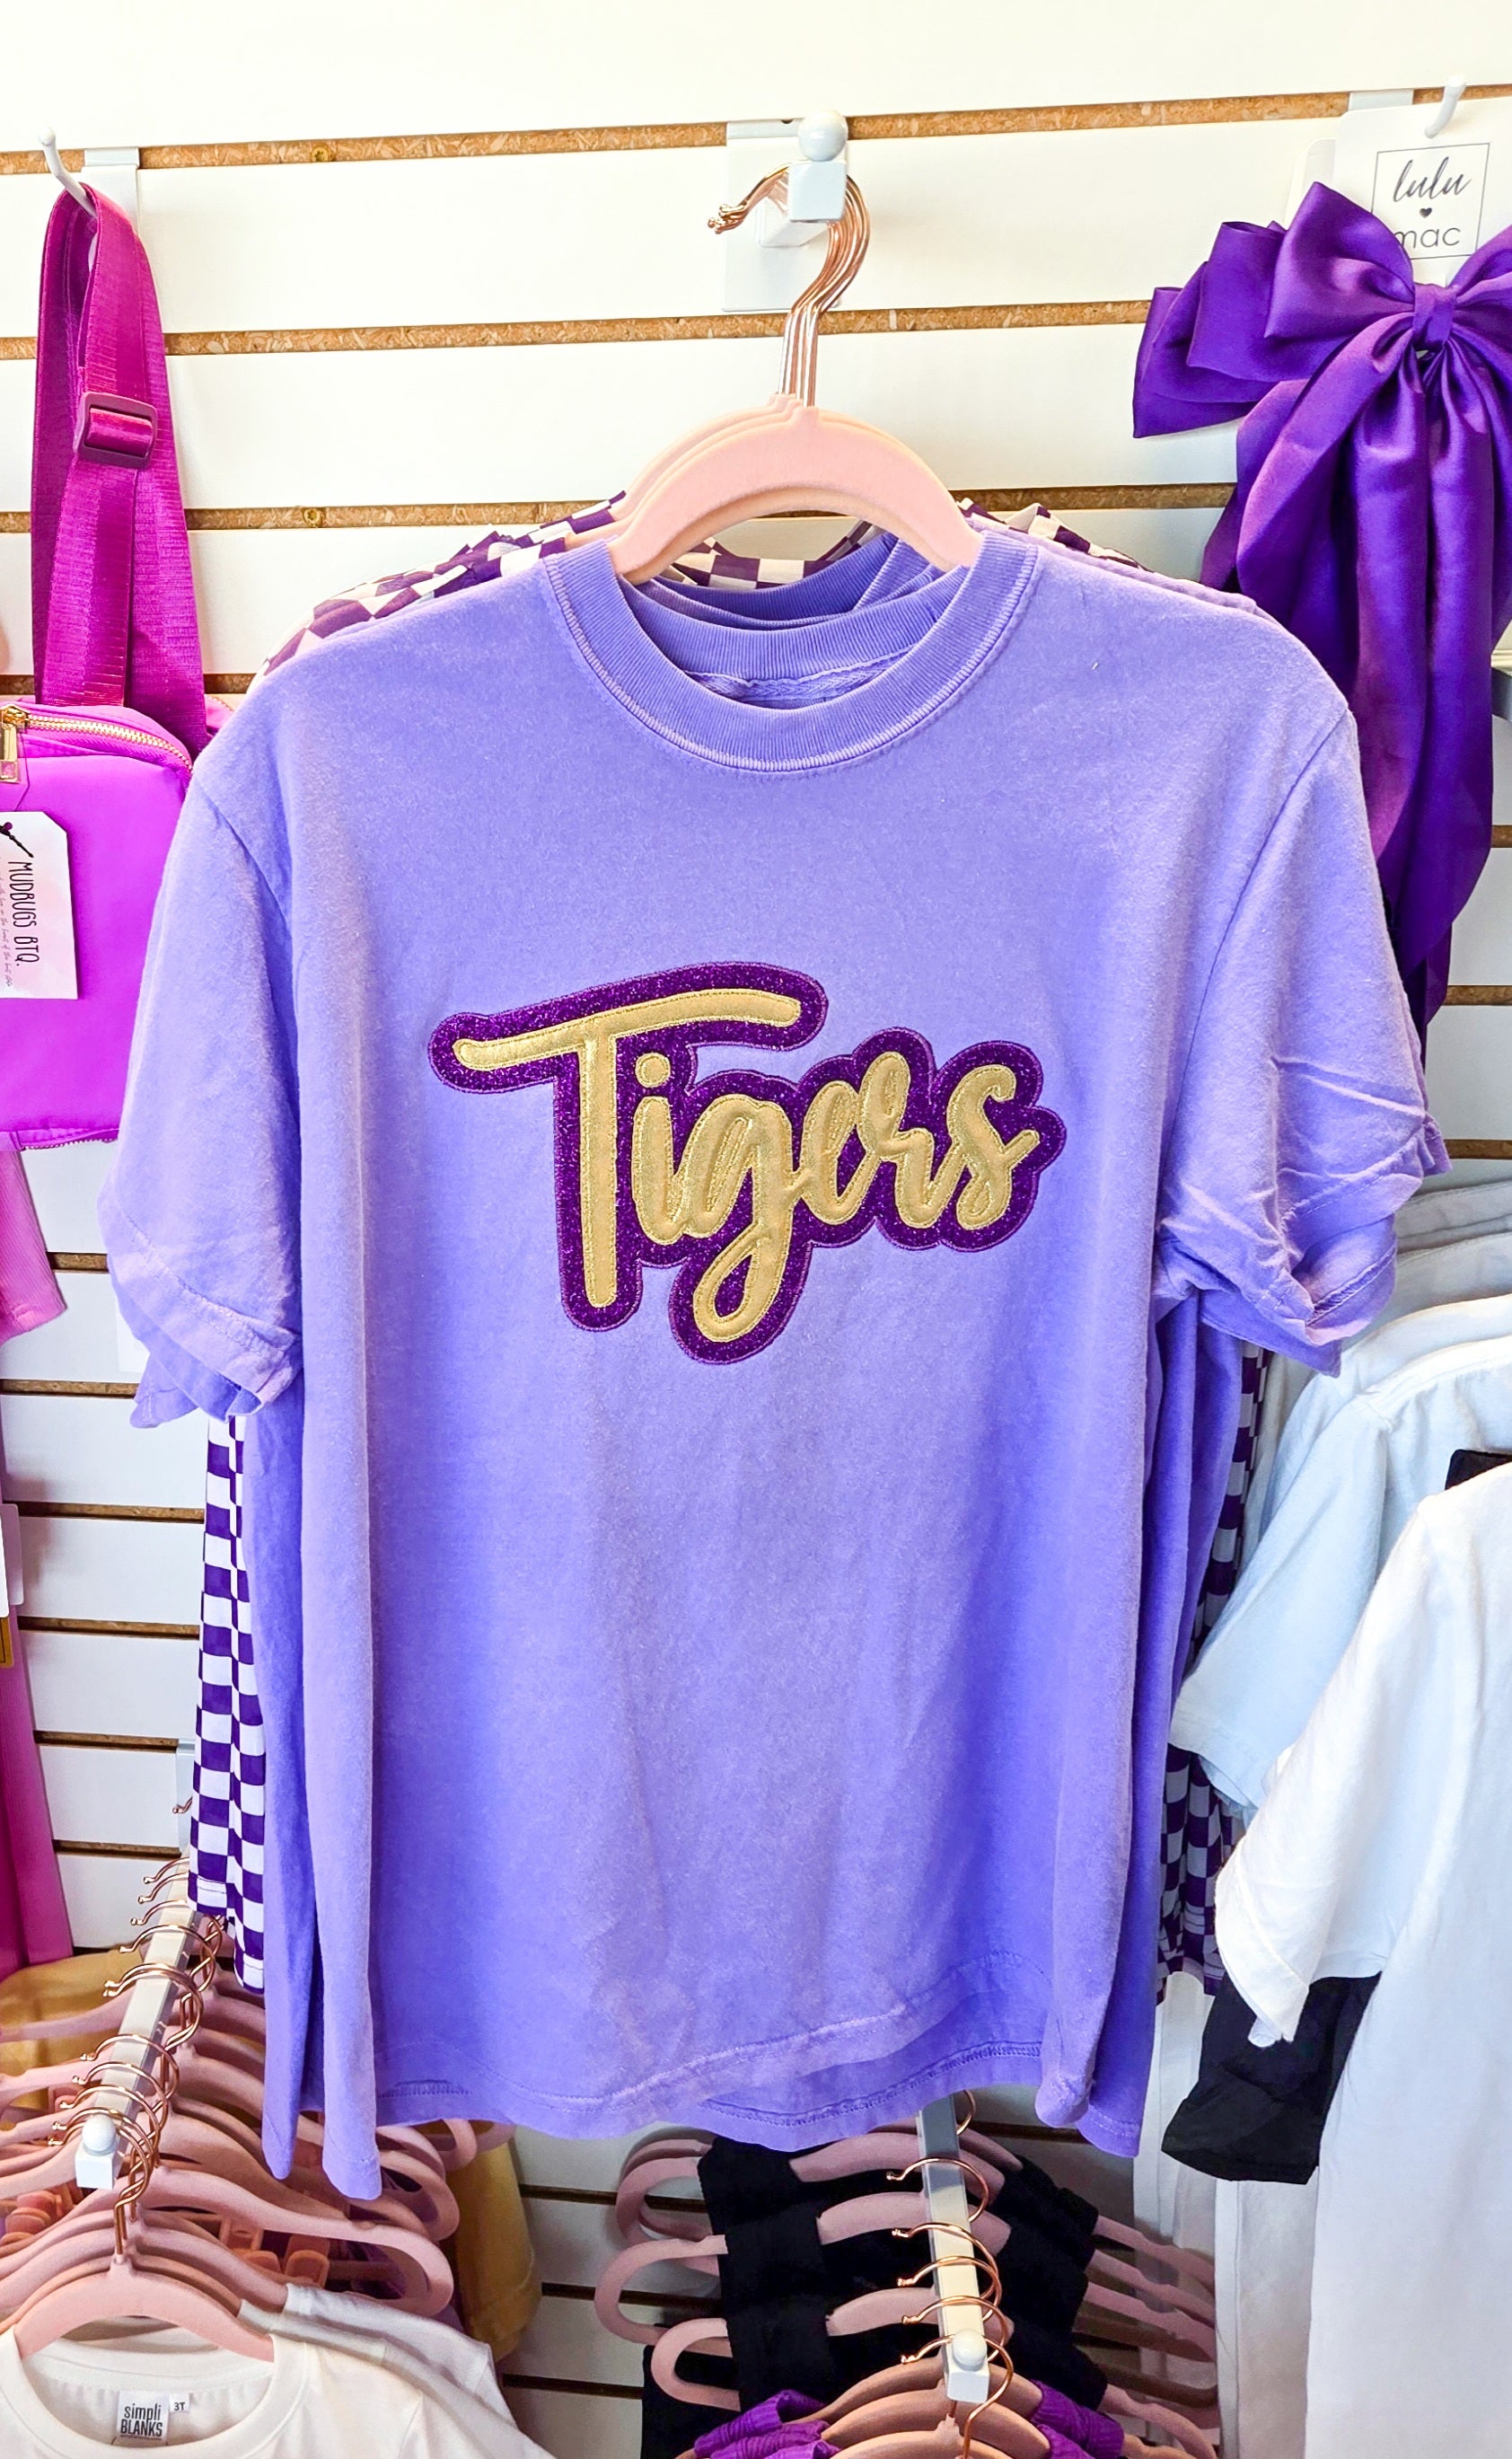 lulu
mac
MUDBUGS BTQ.
Tigers
simpli
BLANKS
3T